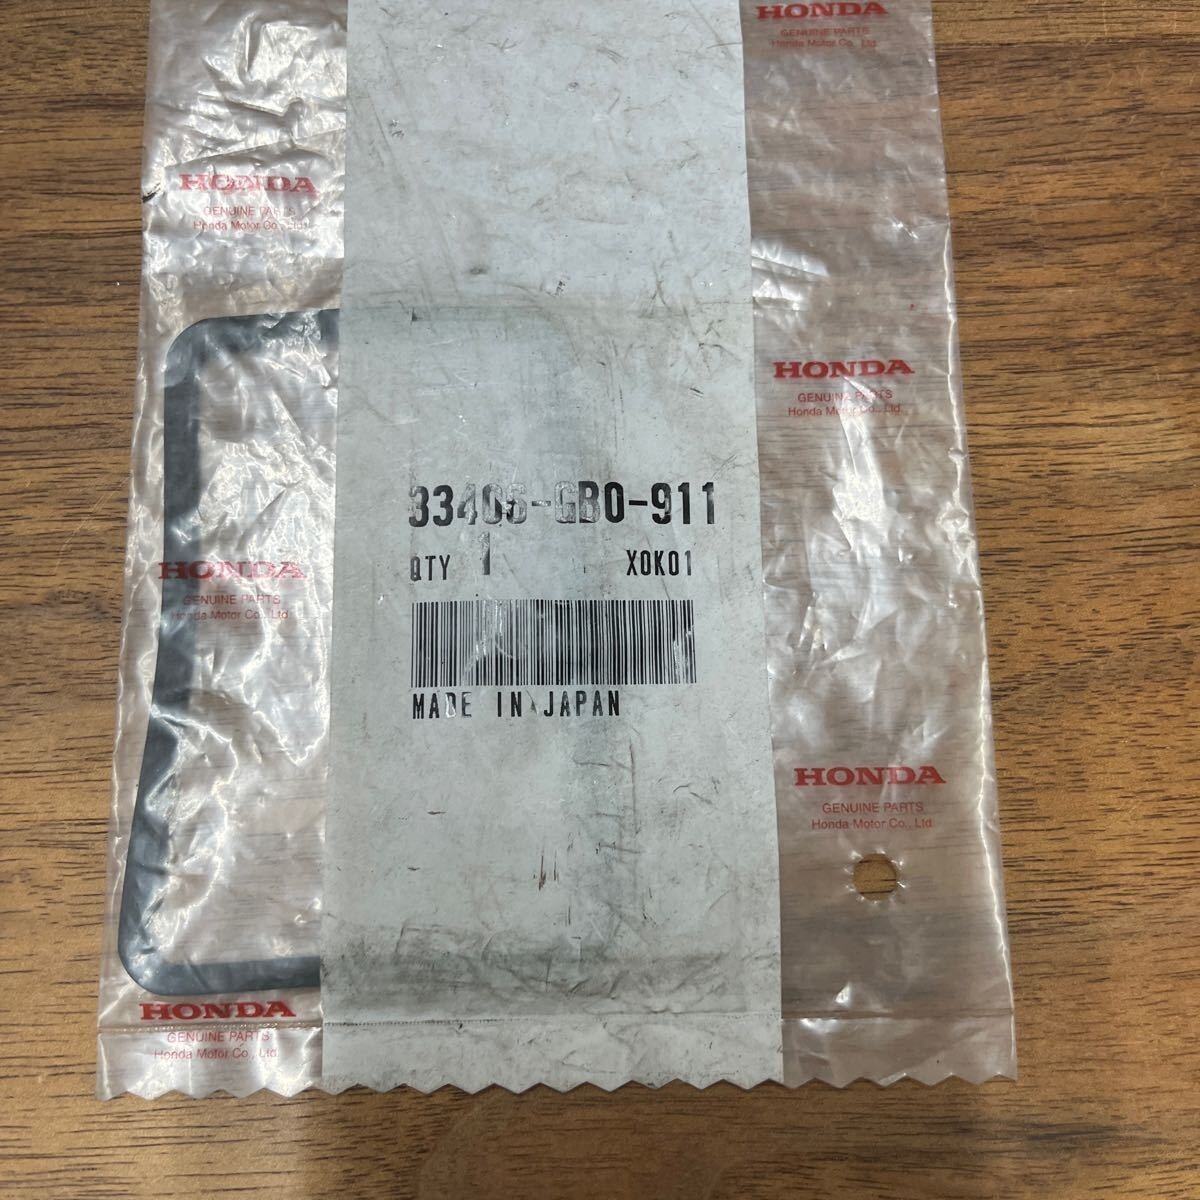 HONDA
GENUINE PARTS
Honda Motor Co., Ltd.
HONDA
GENUINE PARTS
Honda Motor Co., Ltd.
HONDA
GENUINE PARTS
Honda Motor Co., Ltd.
33406-GB0-911
QTY 1 X0K01
HONDA
GENUINE PARTS
Honda Motor Co., Ltd
MADE IN JAPAN
HONDA
GENUINE PARTS
Honda Motor Co., Ltd.
HONDA
GENUINE PARTS
Honda Motor Co., Ltd.